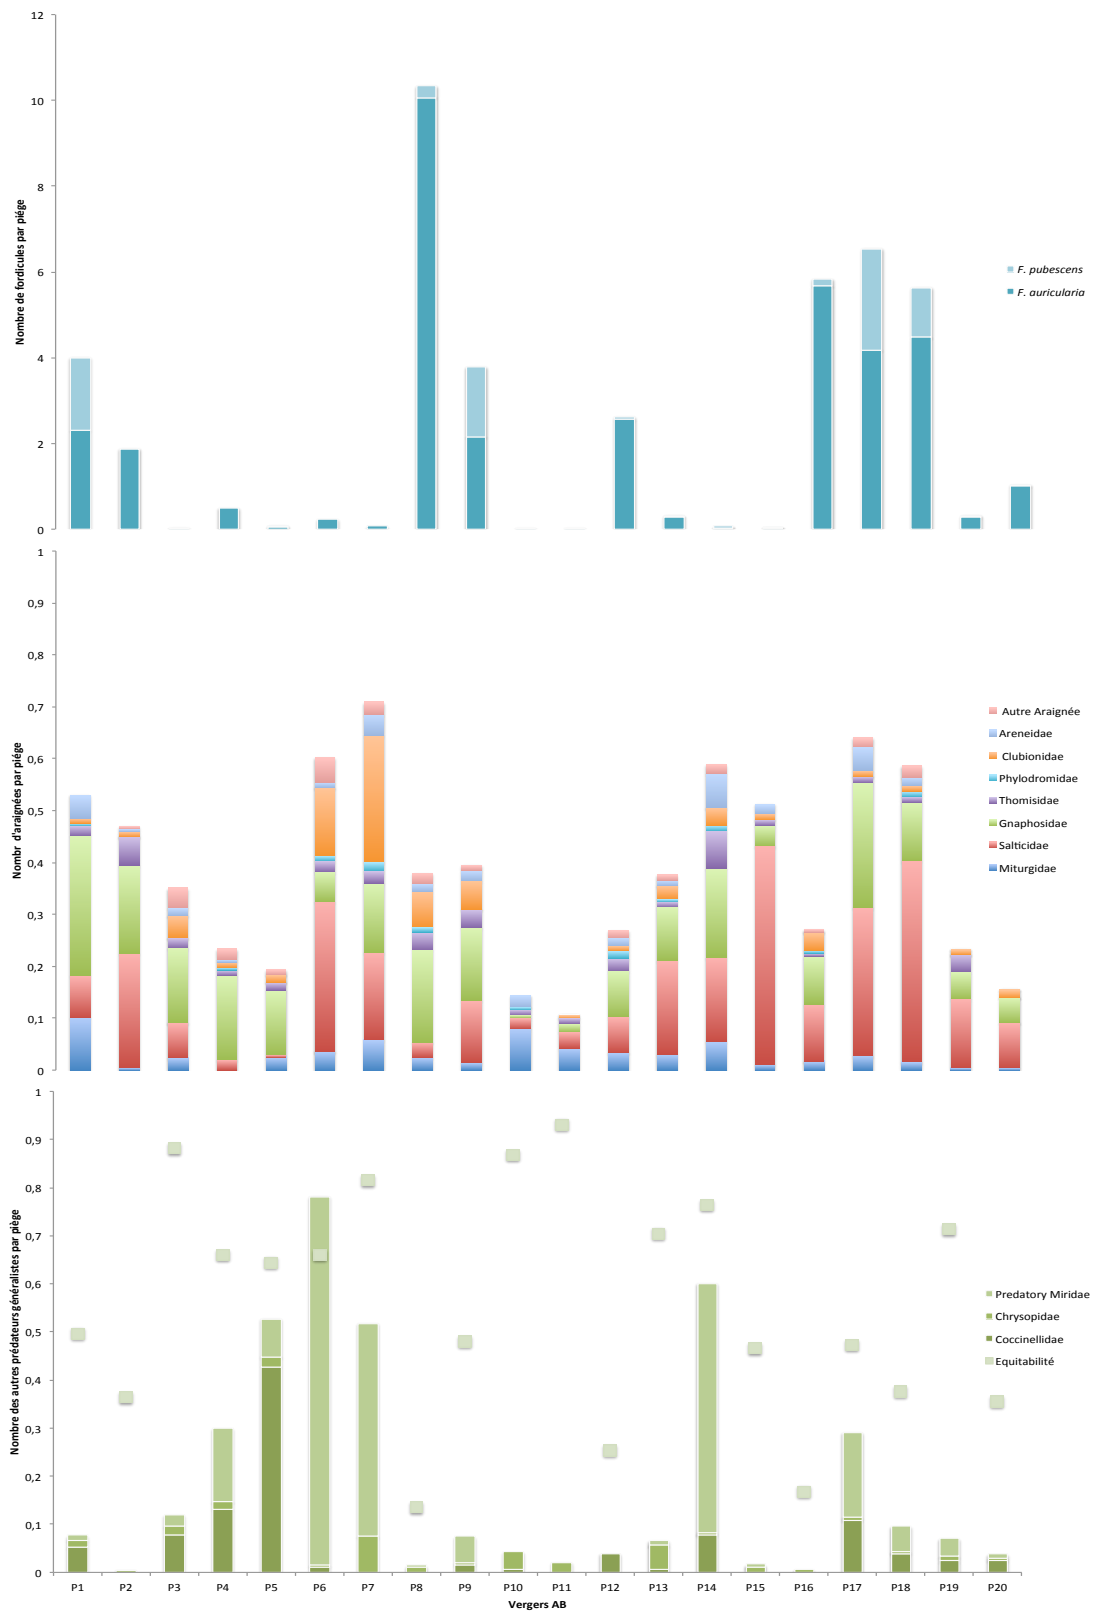 12
10
8
6
4
2
0
Nombre de fordicules par piége
F. pubescens
F. auricularia
1
0,9
0,8
0,7
0,6
0,5
0,4
0,3
0,2
0,1
0
Nombr d'araignées par piége
Autre Araignée
Areneidae
Clubionidae
Phylodromidae
Thomisidae
Gnaphosidae
Salticidae
Miturgidae
1
0,9
0,8
0,7
0,6
0,5
0,4
0,3
0,2
0,1
0
Nombre des autres prédateurs généralistes par piège
Predatory Miridae
Chrysopidae
Coccinellidae
Equitabilité
P1 P2 P3 P4 P5 P6 P7 P8 P9 P10 P11 P12 P13 P14 P15 P16 P17 P18 P19 P20
Vergers AB